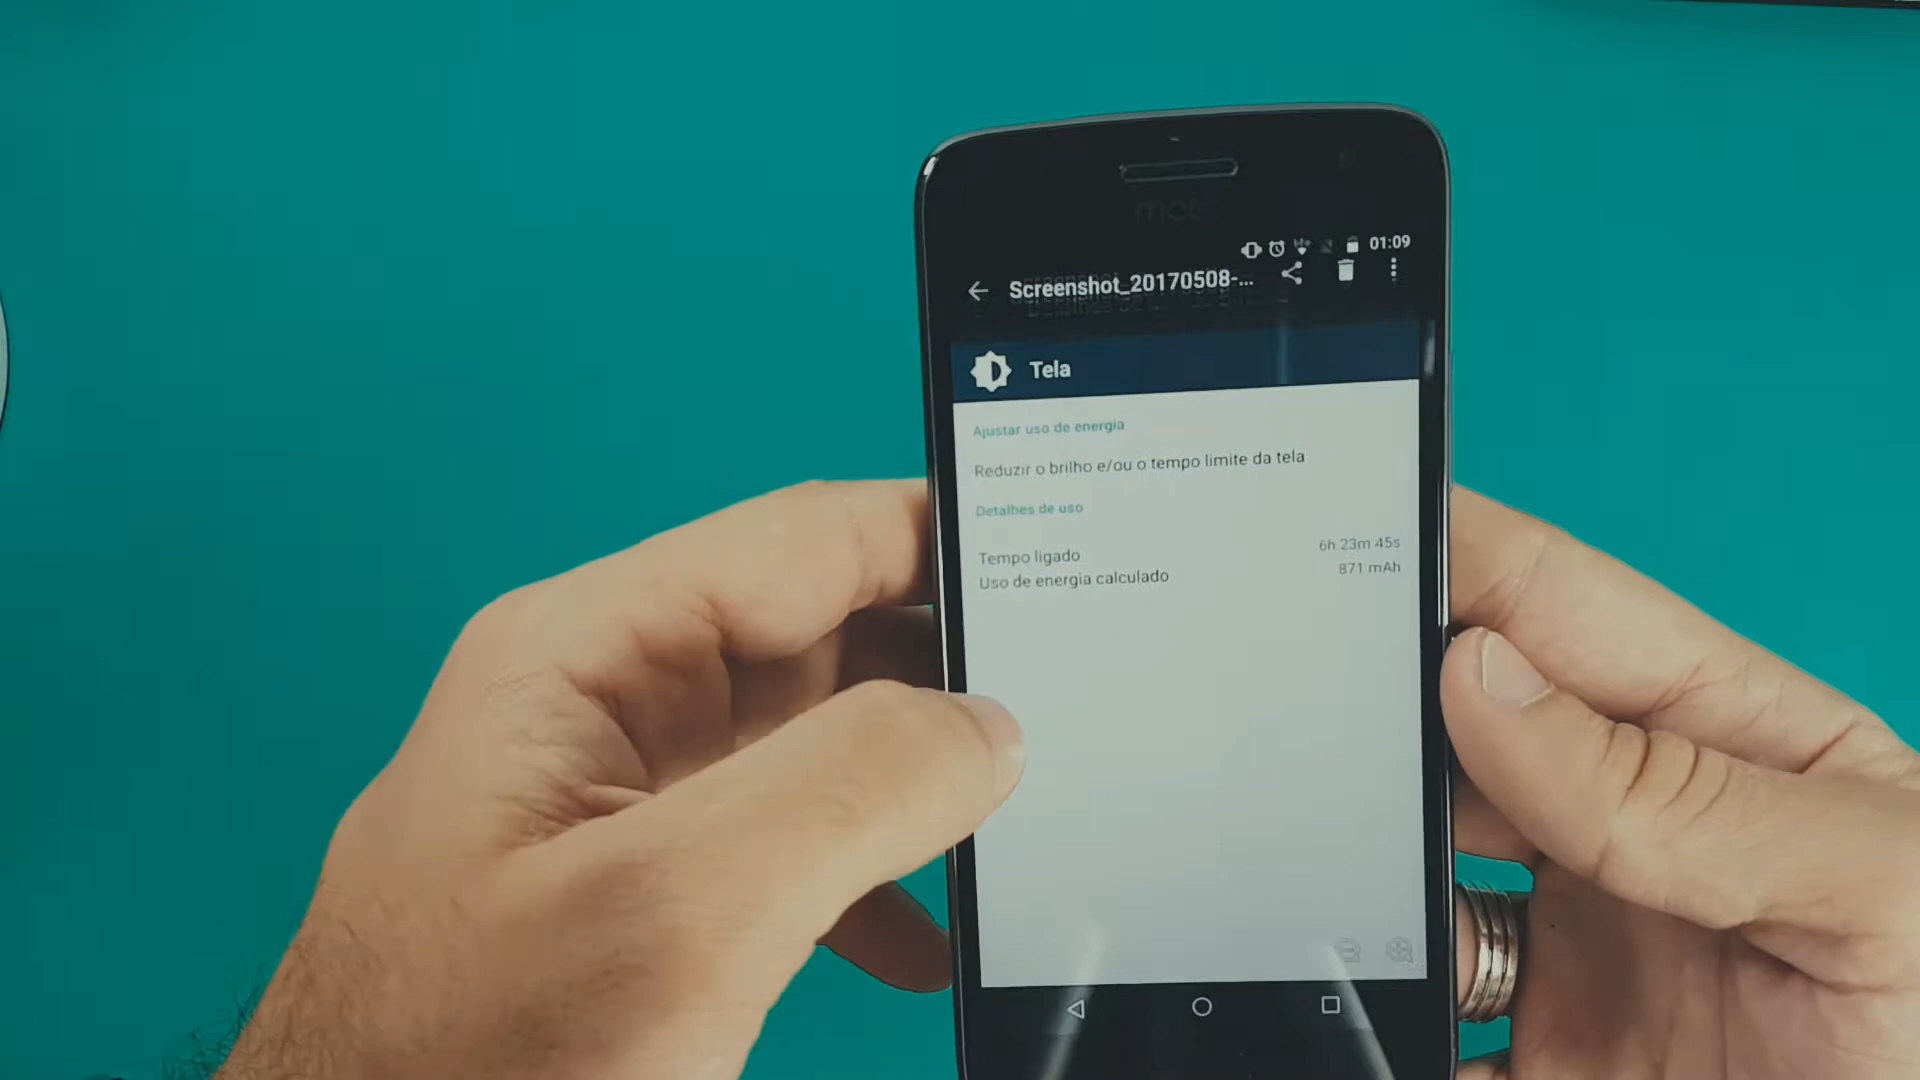 moto
01:09
Screenshot_20170508-...
Tela
Ajustar uso de energia
Reduzir o brilho e/ou o tempo limite da tela
Detalhes de uso
Tempo ligado 6h 23m 45s
Uso de energia calculado 871 mAh